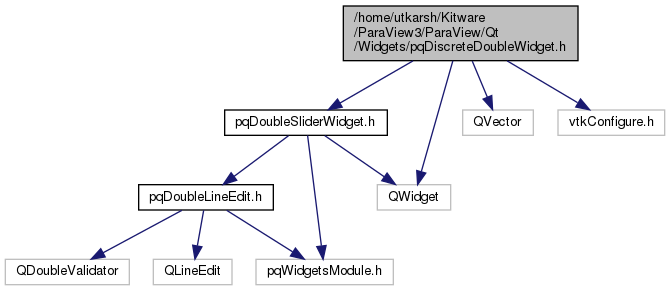 /home/utkarsh/Kitware
/ParaView3/ParaView/Qt
/Widgets/pqDiscreteDoubleWidget.h
pqDoubleSliderWidget.h
QVector
vtkConfigure.h
pqDoubleLineEdit.h
QWidget
QDoubleValidator
QLineEdit
pqWidgetsModule.h